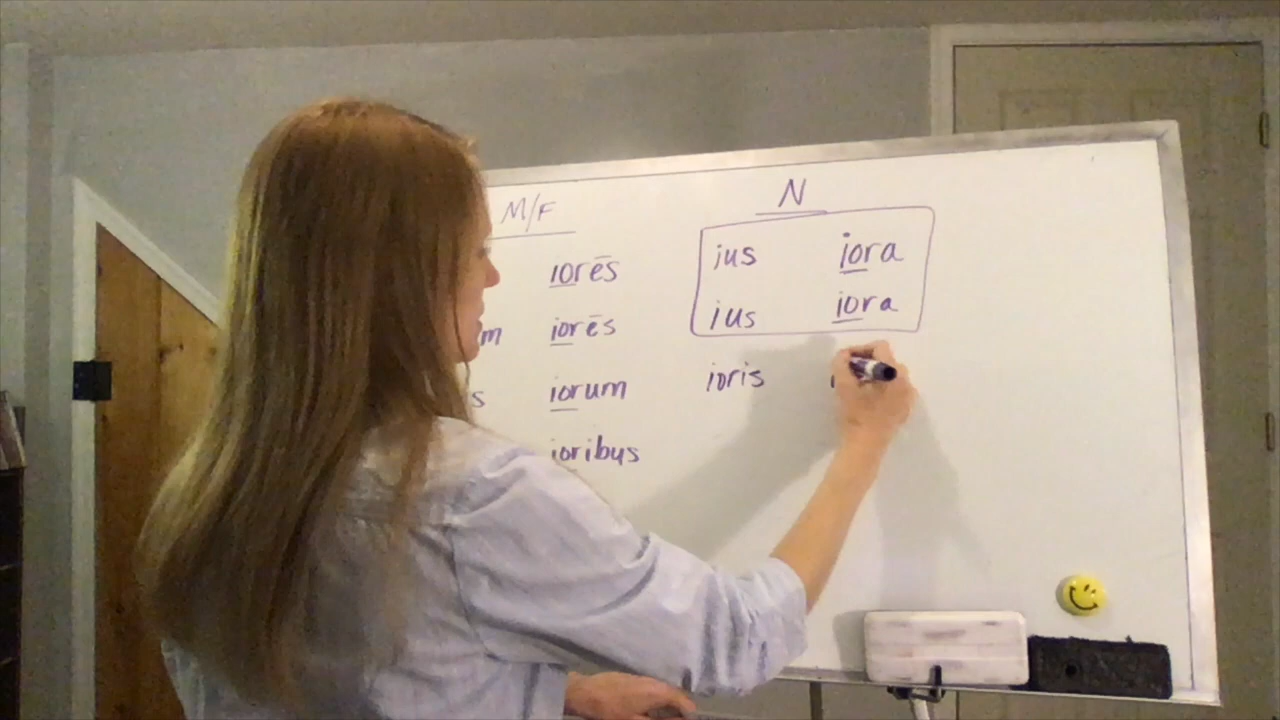 M/F N
iorēs ius iora
m iorēs ius iora
s iorum ioris
ioribus